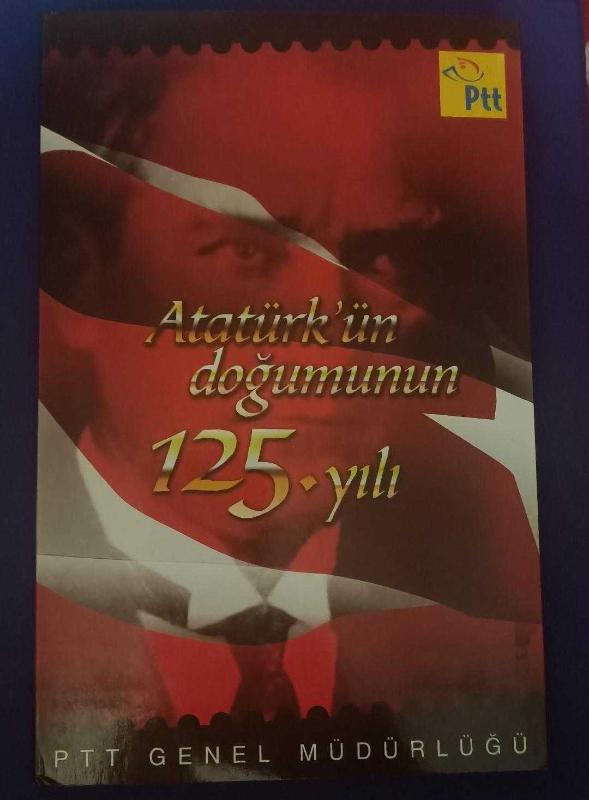 Ptt
Atatürk'ün
doğumunun
125. yılı
PTT GENEL MÜDÜRLÜĞÜ